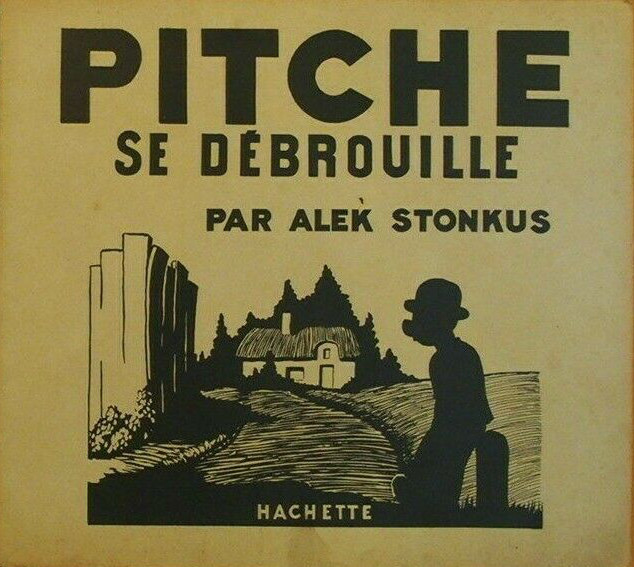 PITCHE
SE DÉBROUILLE
PAR ALEK STONKUS
HACHETTE